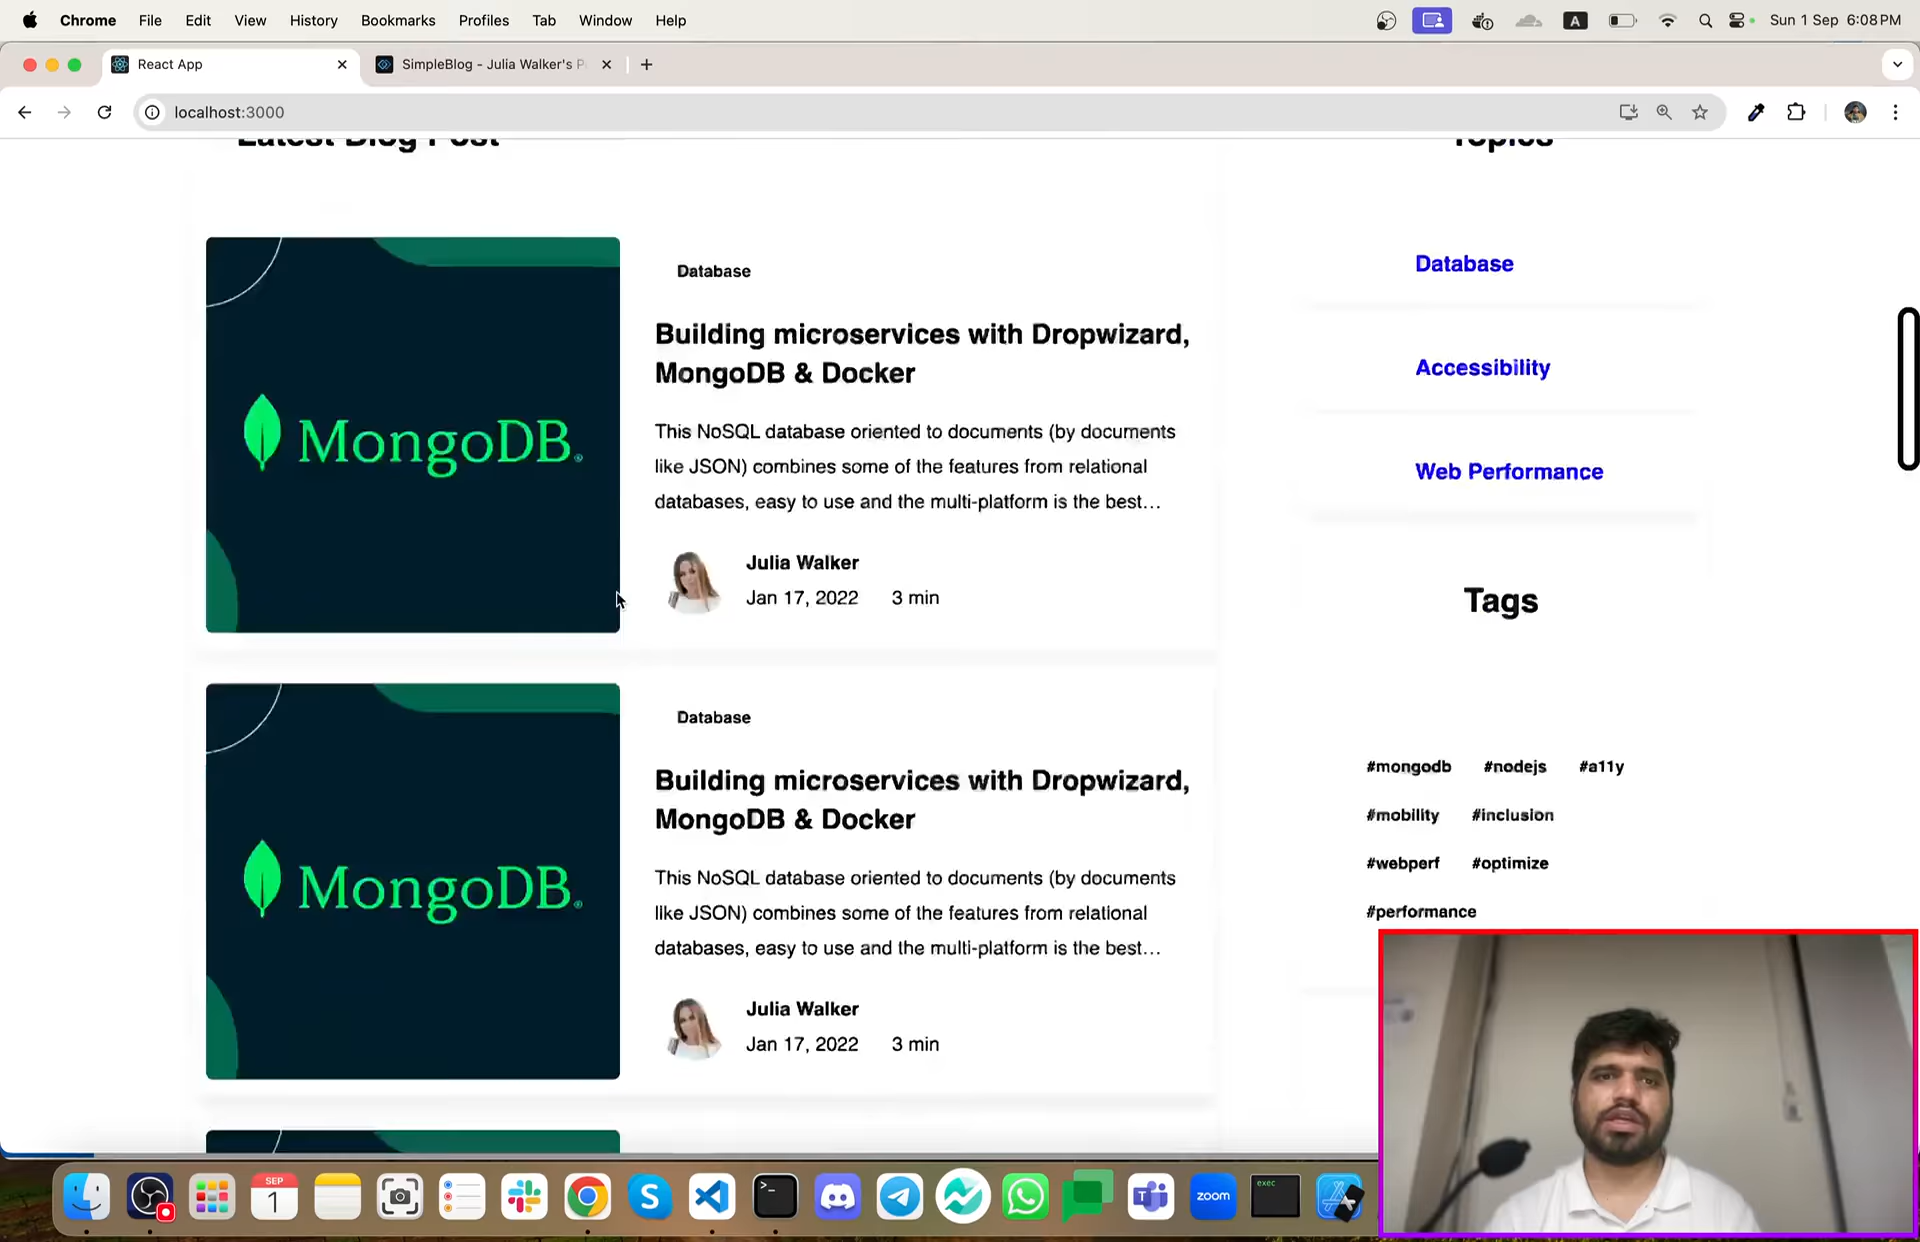 Chrome File Edit View History Bookmarks Profiles Tab Window Help
A
Sun 1 Sep 6:08 PM
React App
SimpleBlog - Julia Walker's P
localhost:3000
Latest Blog Post
Topics
MongoDB.
Database
Building microservices with Dropwizard,
MongoDB & Docker
This NoSQL database oriented to documents (by documents
like JSON) combines some of the features from relational
databases, easy to use and the multi-platform is the best...
Julia Walker
Jan 17, 2022 3 min
Database
Accessibility
Web Performance
Tags
#mongodb #nodejs #a11y
#mobility #inclusion
#webperf #optimize
#performance
MongoDB.
Database
Building microservices with Dropwizard,
MongoDB & Docker
This NoSQL database oriented to documents (by documents
like JSON) combines some of the features from relational
databases, easy to use and the multi-platform is the best...
Julia Walker
Jan 17, 2022 3 min
SEP
1
S
>_
T
zoom
exec